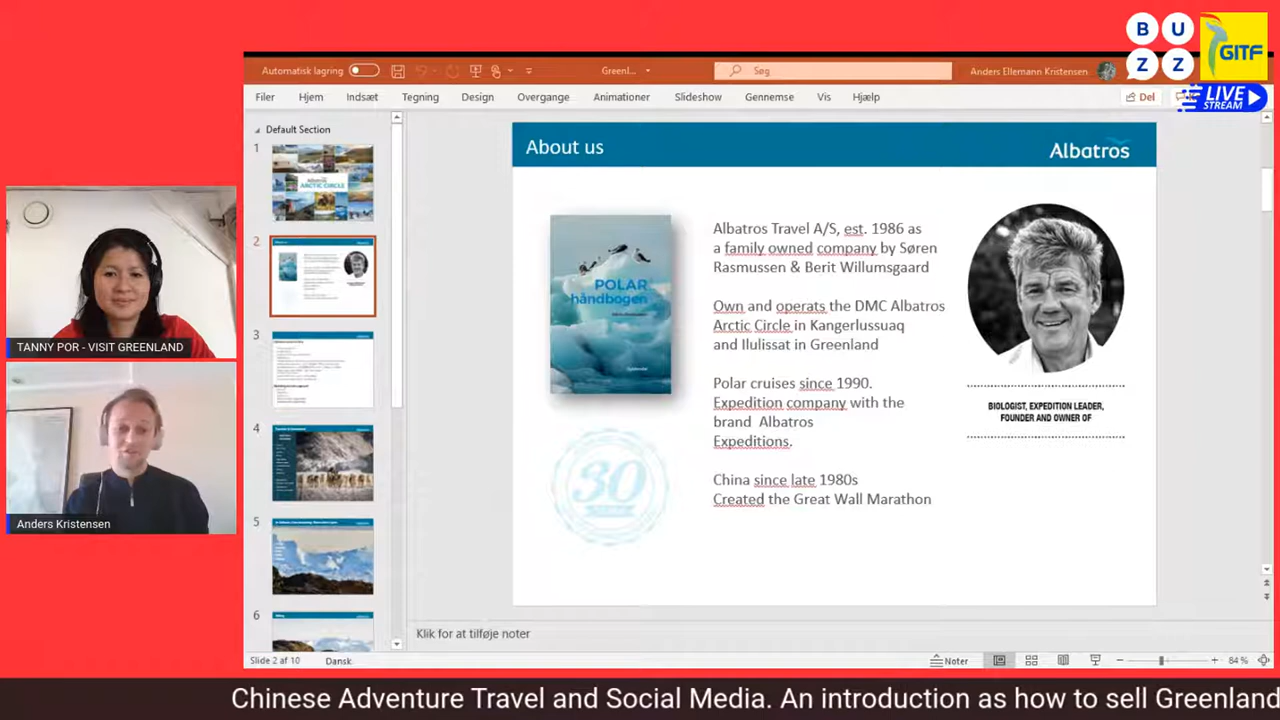 B U
Z Z
GITF
LIVE
STREAM
Automatisk lagring
Greenl...
Søg
Anders Ellemann Kristensen
Filer Hjem Indsæt Tegning Design Overgange Animationer Slideshow Gennemse Vis Hjælp
Del
Default Section
1
ARCTIC CIRCLE
2
3
4
5
6
About us
Albatros
POLAR
håndbogen
Albatros Travel A/S, est. 1986 as
a family owned company by Søren
Rasmussen & Berit Willumsgaard
Own and operats the DMC Albatros
Arctic Circle in Kangerlussuaq
and Ilulissat in Greenland
Polar cruises since 1990.
Expedition company with the
brand Albatros
Expeditions.
China since late 1980s
Created the Great Wall Marathon
BIOLOGIST, EXPEDITION LEADER,
FOUNDER AND OWNER OF
TANNY POR - VISIT GREENLAND
Anders Kristensen
Klik for at tilføje noter
Slide 2 af 10
Dansk
Noter
84 %
Chinese Adventure Travel and Social Media. An introduction as how to sell Greenland